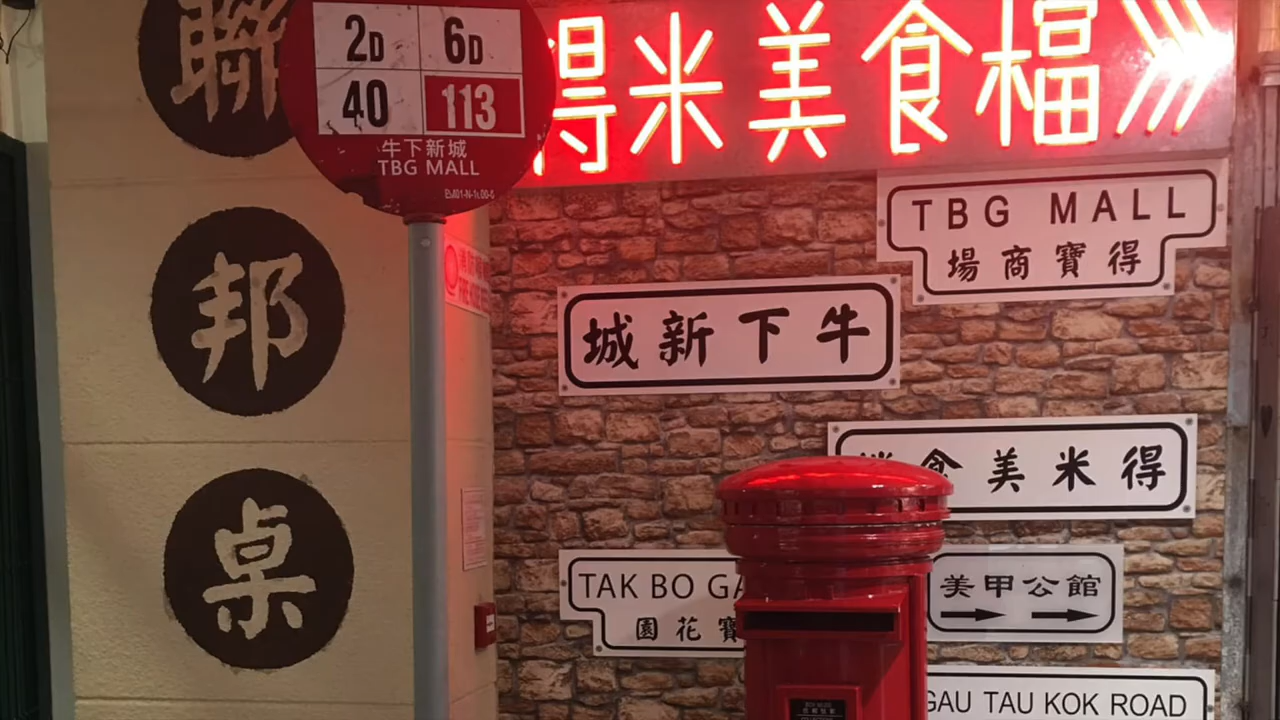 聯
邦
桌
2D 6D
40 113
牛下新城
TBG MALL
得米美食福
TBG MALL
場商寶得
城新下牛
食美米得
TAK BO GA
園花寶
美甲公館
GAU TAU KOK ROAD